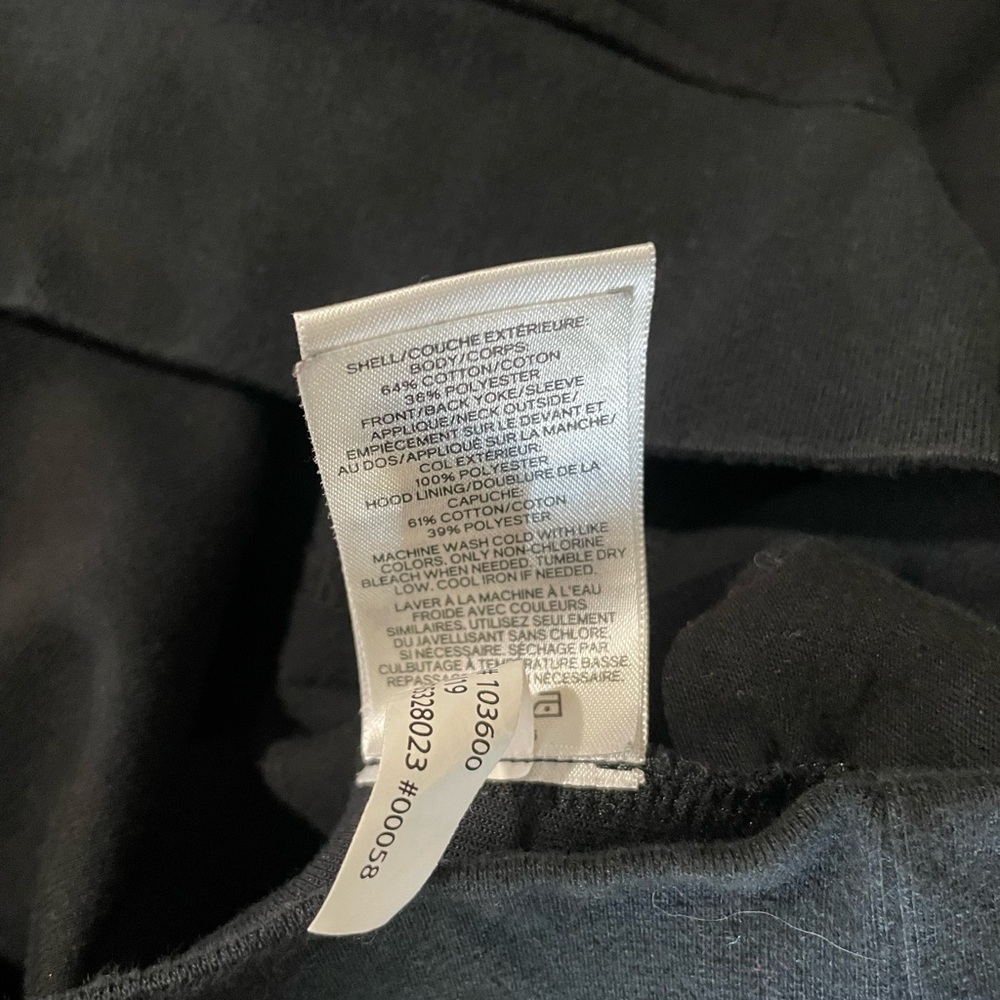 SHELL/COUCHE EXTÉRIEURE:
BODY/CORPS:
64% COTTON/COTON
36% POLYESTER
FRONT/BACK YOKE/SLEEVE
APPLIQUE/NECK OUTSIDE/
EMPIÈCEMENT SUR LE DEVANT ET
AU DOS/APPLIQUÉ SUR LA MANCHE/
COL EXTÉRIEUR:
100% POLYESTER
HOOD LINING/DOUBLURE DE LA
CAPUCHE:
61% COTTON/COTON
39% POLYESTER
MACHINE WASH COLD WITH LIKE
COLORS. ONLY NON-CHLORINE
BLEACH WHEN NEEDED. TUMBLE DRY
LOW. COOL IRON IF NEEDED.
LAVER À LA MACHINE À L'EAU
FROIDE AVEC COULEURS
SIMILAIRES. UTILISEZ SEULEMENT
DU JAVELLISANT SANS CHLORE,
SI NÉCESSAIRE. SÉCHAGE PAR
CULBUTAGE À TEMPÉRATURE BASSE.
NÉCESSAIRE.
#103600
328023 #00058